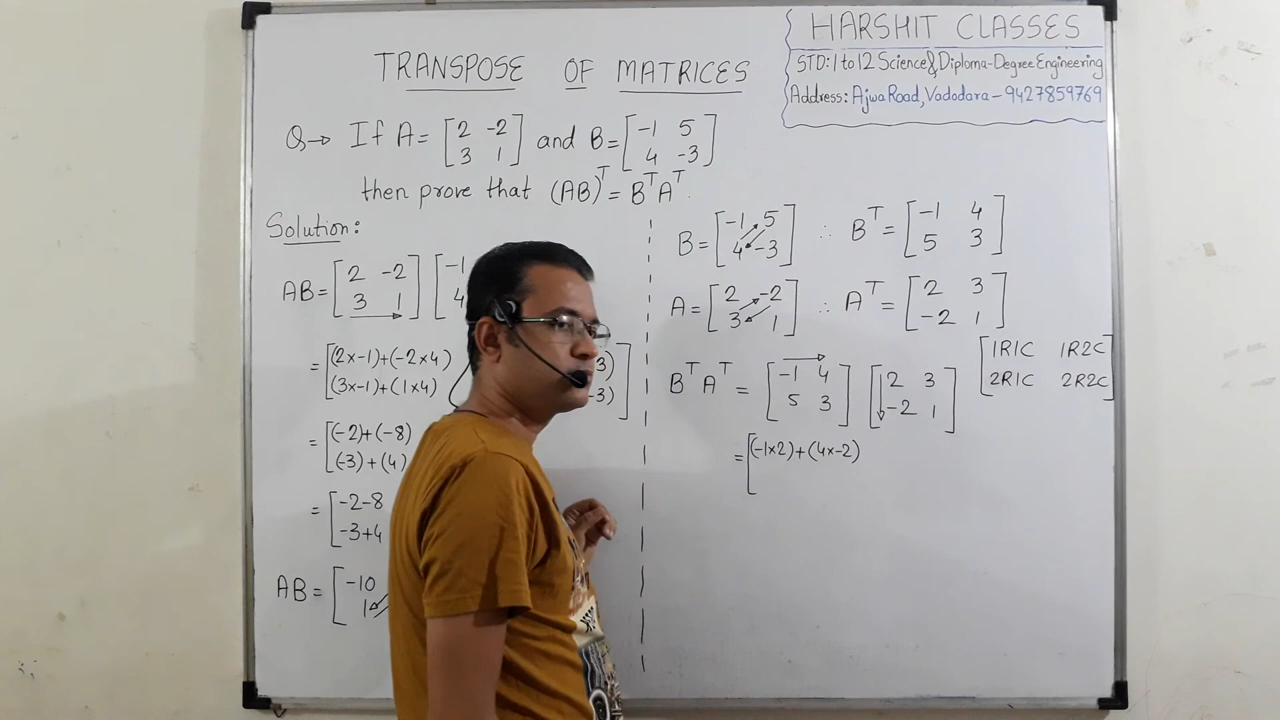 HARSHIT CLASSES
STD: 1 to 12 Science & Diploma-Degree Engineering
Address: Ajwa Road, Vadodara – 9427859769
TRANSPOSE OF MATRICES
Q→ If A = [2 -2
3 1] and B = [-1 5
4 -3]
then prove that (AB)^T = B^T A^T.
Solution:
AB = [2 -2
3 1] [-1
4
= [(2×-1)+(-2×4)
(3×-1)+(1×4)
3)
-3)]
= [(-2)+(-8)
(-3)+(4)
= [-2-8
-3+4
AB = [-10
1
B = [-1 5
4 -3] ∴ B^T = [-1 4
5 3]
A = [2 -2
3 1] ∴ A^T = [2 3
-2 1]
B^T A^T = [-1 4
5 3] [2 3
-2 1]
[1R1C 1R2C
2R1C 2R2C]
= [(-1×2)+(4×-2)